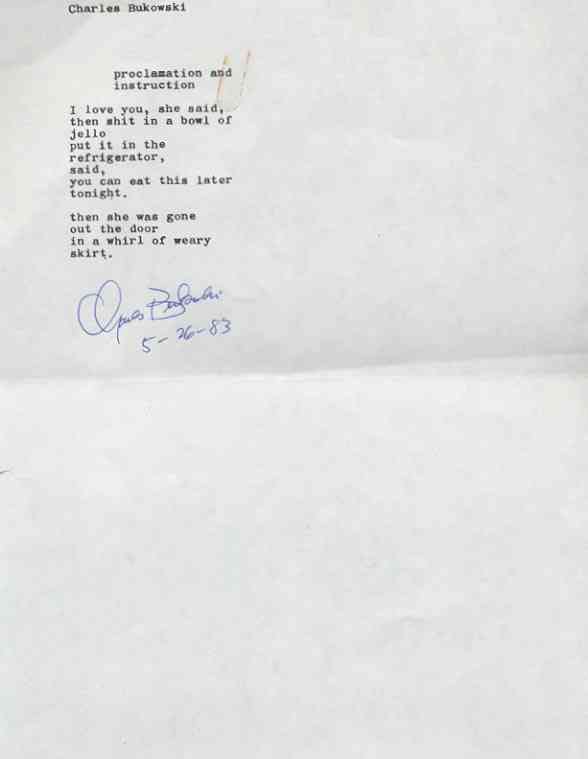 Charles Bukowski
proclamation and
instruction
I love you, she said,
then shit in a bowl of
jello
put it in the
refrigerator,
said,
you can eat this later
tonight.
then she was gone
out the door
in a whirl of weary
skirt.
Charles Bukowski
5-26-83